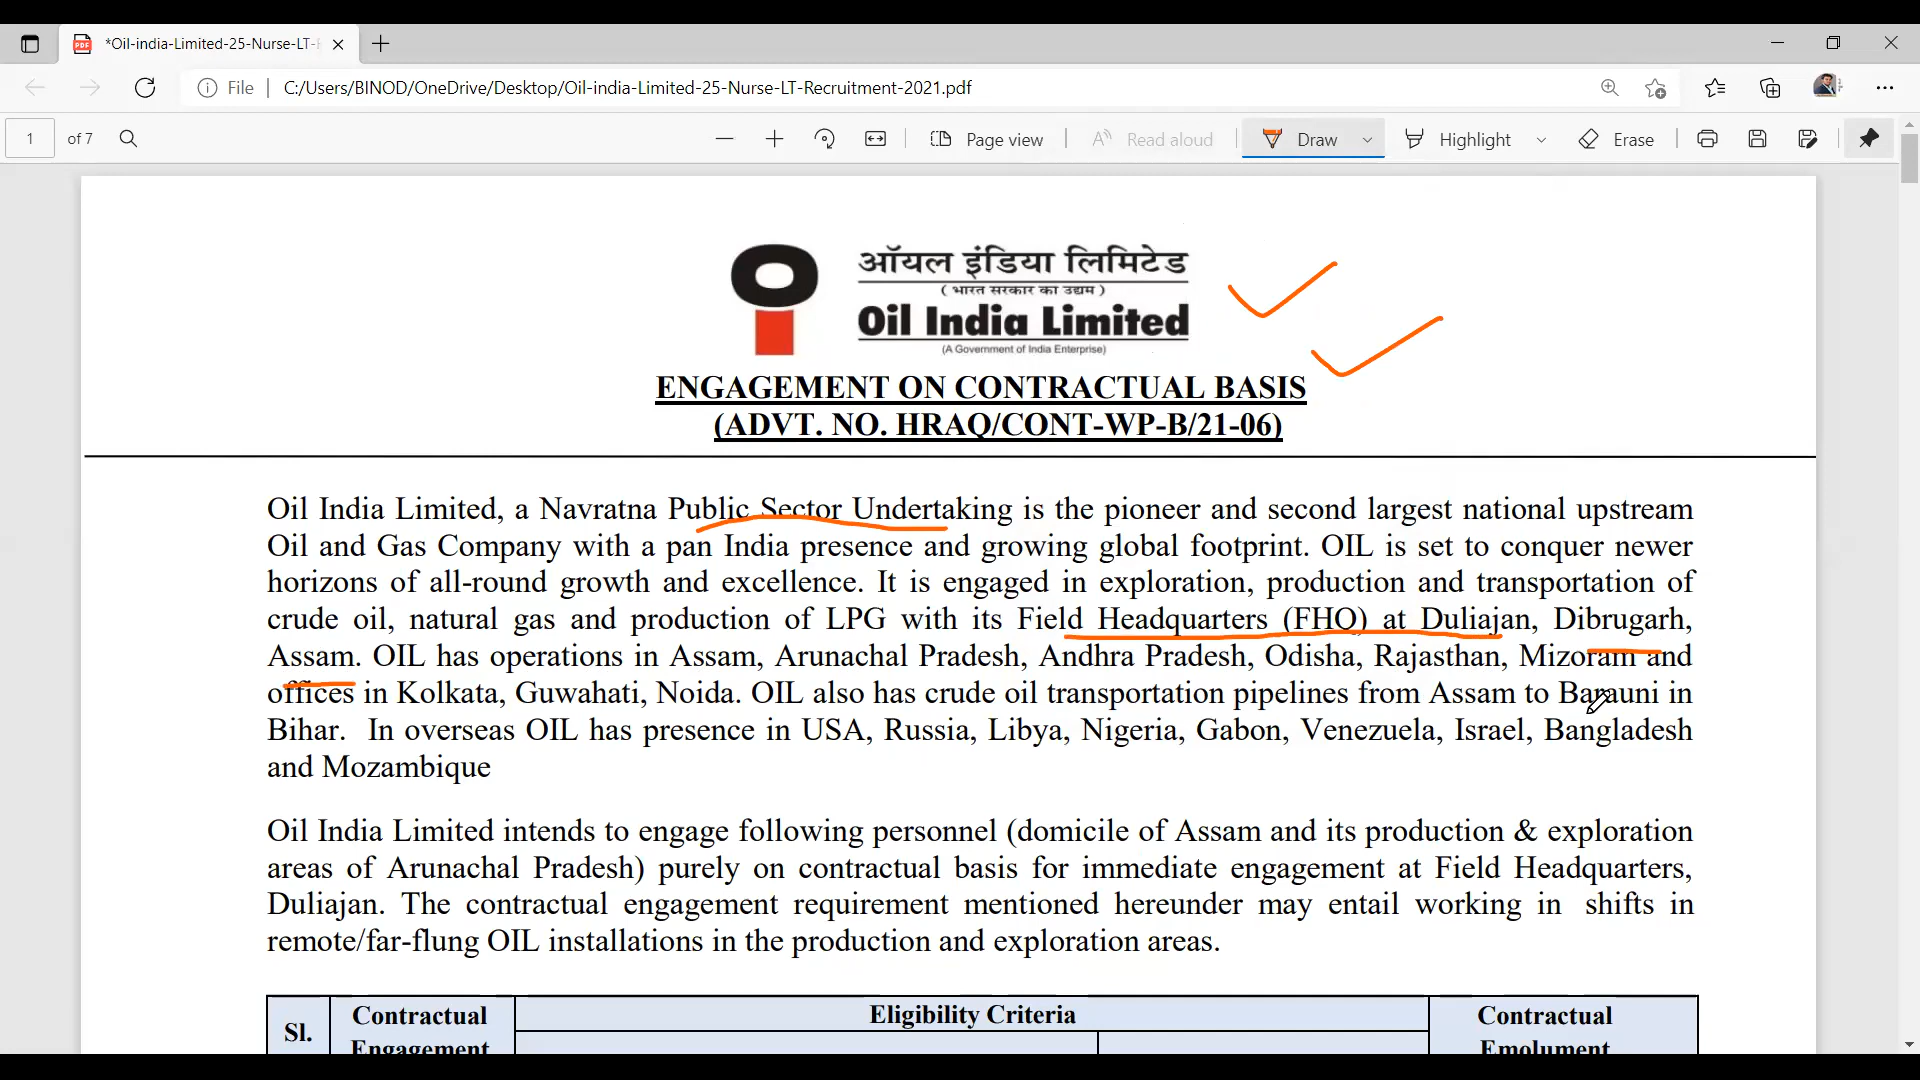 *Oil-india-Limited-25-Nurse-LT-
File
C:/Users/BINOD/OneDrive/Desktop/Oil-india-Limited-25-Nurse-LT-Recruitment-2021.pdf
1 of 7
Page view
Read aloud
Draw
Highlight
Erase
ऑयल इंडिया लिमिटेड
( भारत सरकार का उद्यम )
Oil India Limited
(A Government of India Enterprise)
ENGAGEMENT ON CONTRACTUAL BASIS
(ADVT. NO. HRAQ/CONT-WP-B/21-06)
Oil India Limited, a Navratna Public Sector Undertaking is the pioneer and second largest national upstream
Oil and Gas Company with a pan India presence and growing global footprint. OIL is set to conquer newer
horizons of all-round growth and excellence. It is engaged in exploration, production and transportation of
crude oil, natural gas and production of LPG with its Field Headquarters (FHQ) at Duliajan, Dibrugarh,
Assam. OIL has operations in Assam, Arunachal Pradesh, Andhra Pradesh, Odisha, Rajasthan, Mizoram and
offices in Kolkata, Guwahati, Noida. OIL also has crude oil transportation pipelines from Assam to Barauni in
Bihar. In overseas OIL has presence in USA, Russia, Libya, Nigeria, Gabon, Venezuela, Israel, Bangladesh
and Mozambique
Oil India Limited intends to engage following personnel (domicile of Assam and its production & exploration
areas of Arunachal Pradesh) purely on contractual basis for immediate engagement at Field Headquarters,
Duliajan. The contractual engagement requirement mentioned hereunder may entail working in shifts in
remote/far-flung OIL installations in the production and exploration areas.
Sl.
Contractual
Engagement
Eligibility Criteria
Contractual
Emolument